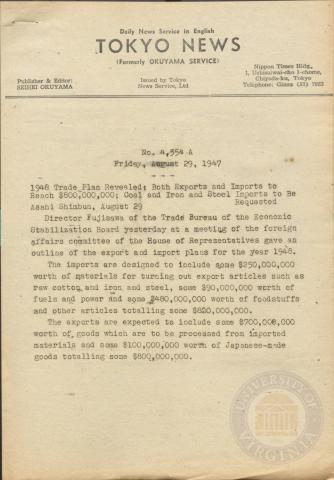 Daily News Service in English
TOKYO NEWS
(Formerly OKUYAMA SERVICE)
Publisher & Editor:
SEIHEI OKUYAMA
Issued by Tokyo
News Service, Ltd
Nippon Times Bldg.,
1, Uchisaiwai-cho 1-chome,
Chiyoda-ku, Tokyo
Telephone: Ginza (57)
No. 4,554 A
Friday, August 29, 1947
1948 Trade Plan Revealed; Both Exports and Imports to
Reach $800,000,000; Coal and Iron and Steel Imports to Be
Asahi Shimbun, August 29 Requested
Director Fujisawa of the Trade Bureau of the Economic
Stabilization Board yesterday at a meeting of the foreign
affairs committee of the House of Representatives gave an
outline of the export and import plans for the year 1948.
The imports are designed to include some $250,000,000
worth of materials for turning out export articles such as
raw cotton and iron and steel, some $90,000,000 worth of
fuels and power and some $480,000,000 worth of foodstuffs
and other articles totalling some $820,000,000.
The exports are expected to include some $700,000,000
worth of goods which are to be processed from imported
materials and some $100,000,000 worth of Japanese-made
goods totalling some $800,000,000.
UNIVERSITY OF VIRGINIA